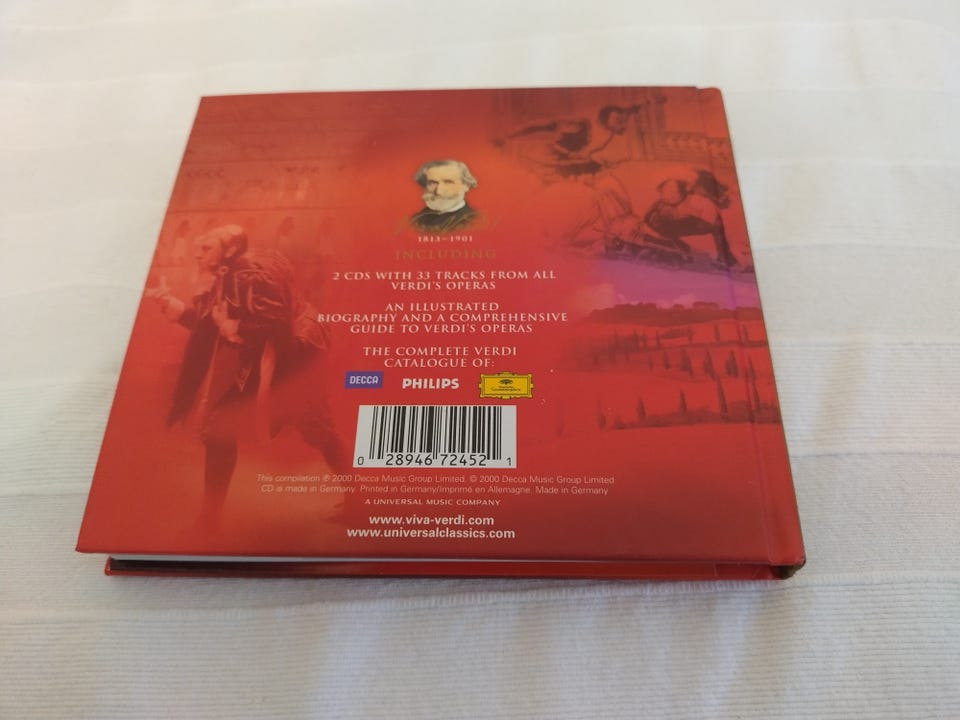 1813–1901
INCLUDING
2 CDS WITH 33 TRACKS FROM ALL
VERDI'S OPERAS
AN ILLUSTRATED
BIOGRAPHY AND A COMPREHENSIVE
GUIDE TO VERDI'S OPERAS
THE COMPLETE VERDI
CATALOGUE OF:
DECCA PHILIPS Deutsche Grammophon
0 28946 72452 1
This compilation ℗ 2000 Decca Music Group Limited. © 2000 Decca Music Group Limited
CD is made in Germany. Printed in Germany/Imprimé en Allemagne. Made in Germany
A UNIVERSAL MUSIC COMPANY
www.viva-verdi.com
www.universalclassics.com